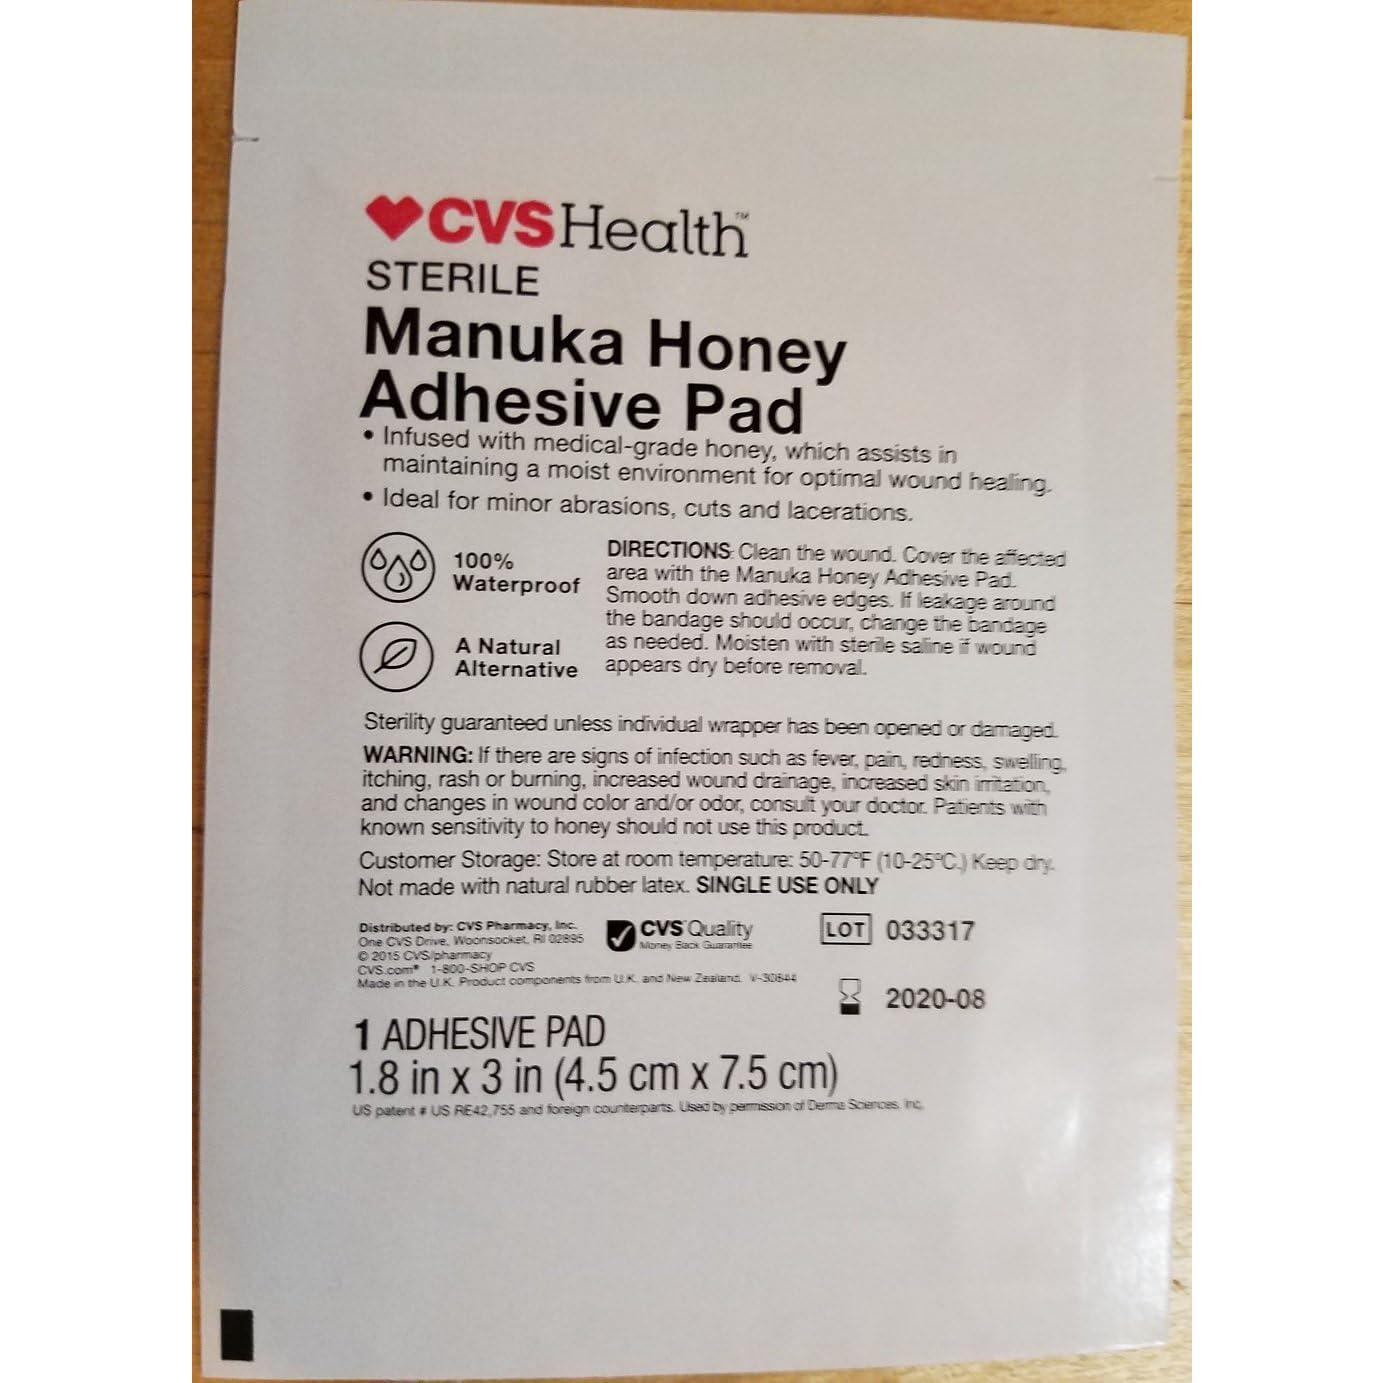 CVSHealth™
STERILE
Manuka Honey
Adhesive Pad
• Infused with medical-grade honey, which assists in
maintaining a moist environment for optimal wound healing.
• Ideal for minor abrasions, cuts and lacerations.
100%
Waterproof
A Natural
Alternative
DIRECTIONS: Clean the wound. Cover the affected
area with the Manuka Honey Adhesive Pad.
Smooth down adhesive edges. If leakage around
the bandage should occur, change the bandage
as needed. Moisten with sterile saline if wound
appears dry before removal.
Sterility guaranteed unless individual wrapper has been opened or damaged.
WARNING: If there are signs of infection such as fever, pain, redness, swelling,
itching, rash or burning, increased wound drainage, increased skin irritation,
and changes in wound color and/or odor, consult your doctor. Patients with
known sensitivity to honey should not use this product.
Customer Storage: Store at room temperature: 50-77°F (10-25°C.) Keep dry.
Not made with natural rubber latex. SINGLE USE ONLY
Distributed by: CVS Pharmacy, Inc.
One CVS Drive, Woonsocket, RI 02895
© 2015 CVS/pharmacy
CVS.com® 1-800-SHOP CVS
Made in the U.K. Product components from U.K. and New Zealand. V-30844
CVS Quality
Money Back Guarantee
LOT 033317
2020-08
1 ADHESIVE PAD
1.8 in x 3 in (4.5 cm x 7.5 cm)
US patent # US RE42,755 and foreign counterparts. Used by permission of Derma Sciences, Inc.